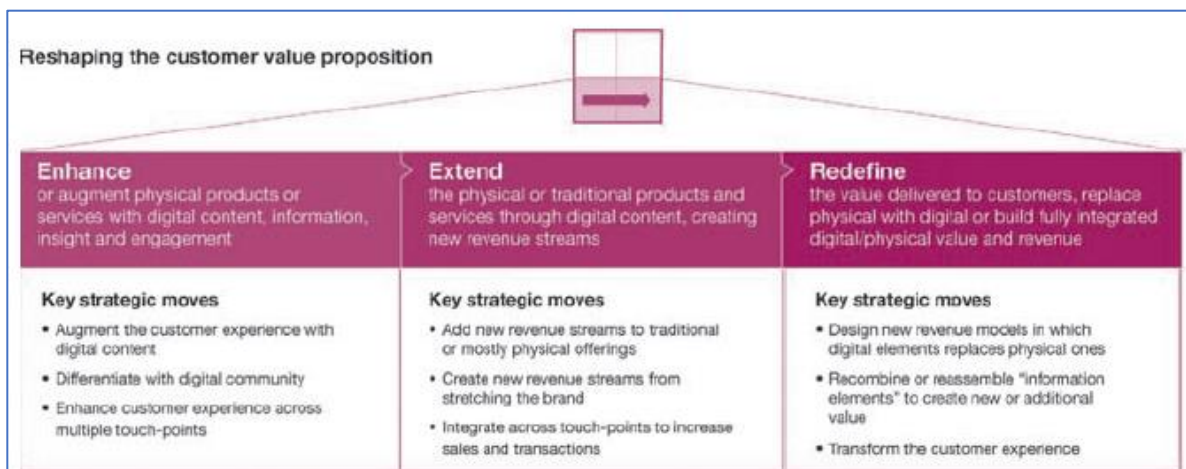 Reshaping the customer value proposition
Enhance
or augment physical products or
services with digital content, information,
insight and engagement
Key strategic moves
• Augment the customer experience with
digital content
• Differentiate with digital community
• Enhance customer experience across
multiple touch-points
Extend
the physical or traditional products and
services through digital content, creating
new revenue streams
Key strategic moves
• Add new revenue streams to traditional
or mostly physical offerings
• Create new revenue streams from
stretching the brand
• Integrate across touch-points to increase
sales and transactions
Redefine
the value delivered to customers, replace
physical with digital or build fully integrated
digital/physical value and revenue
Key strategic moves
• Design new revenue models in which
digital elements replaces physical ones
• Recombine or reassemble "information
elements" to create new or additional
value
• Transform the customer experience